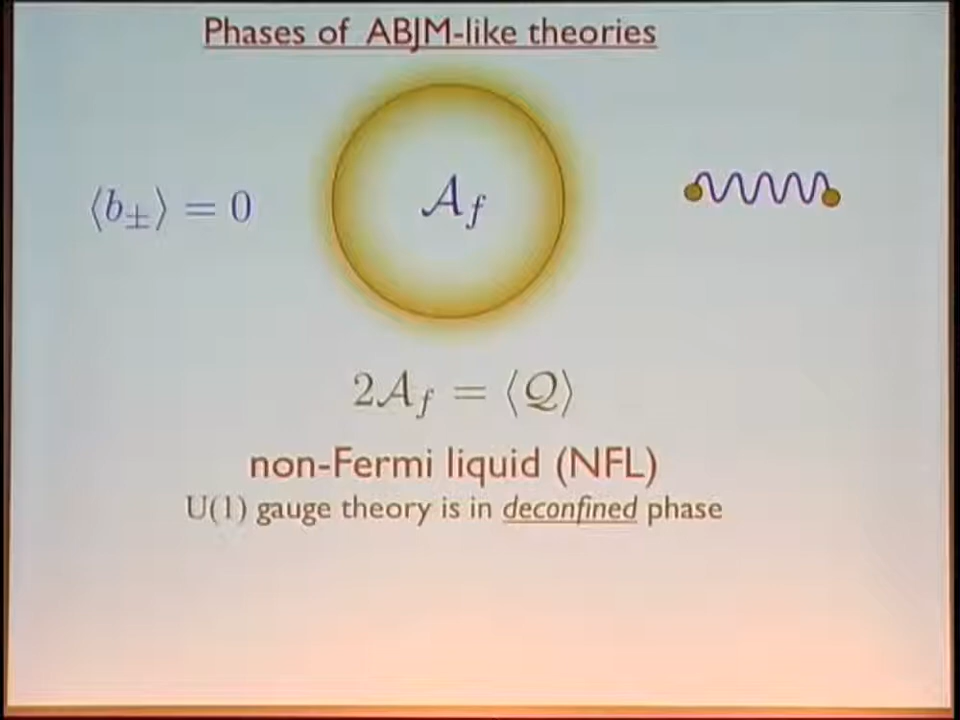 Phases of ABJM-like theories
⟨b±⟩ = 0
𝒜f
2𝒜f = ⟨𝒬⟩
non-Fermi liquid (NFL)
U(1) gauge theory is in deconfined phase